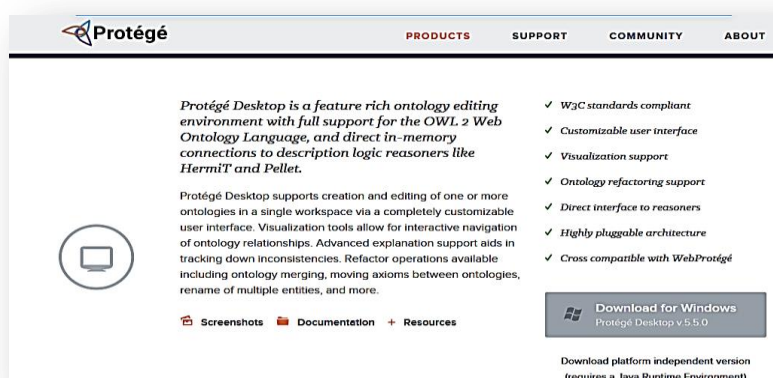 Protégé
PRODUCTS SUPPORT COMMUNITY ABOUT
Protégé Desktop is a feature rich ontology editing
environment with full support for the OWL 2 Web
Ontology Language, and direct in-memory
connections to description logic reasoners like
HermiT and Pellet.
Protégé Desktop supports creation and editing of one or more
ontologies in a single workspace via a completely customizable
user interface. Visualization tools allow for interactive navigation
of ontology relationships. Advanced explanation support aids in
tracking down inconsistencies. Refactor operations available
including ontology merging, moving axioms between ontologies,
rename of multiple entities, and more.
Screenshots Documentation + Resources
✓ W3C standards compliant
✓ Customizable user interface
✓ Visualization support
✓ Ontology refactoring support
✓ Direct interface to reasoners
✓ Highly pluggable architecture
✓ Cross compatible with WebProtégé
Download for Windows
Protégé Desktop v.5.5.0
Download platform independent version
(requires a Java Runtime Environment)